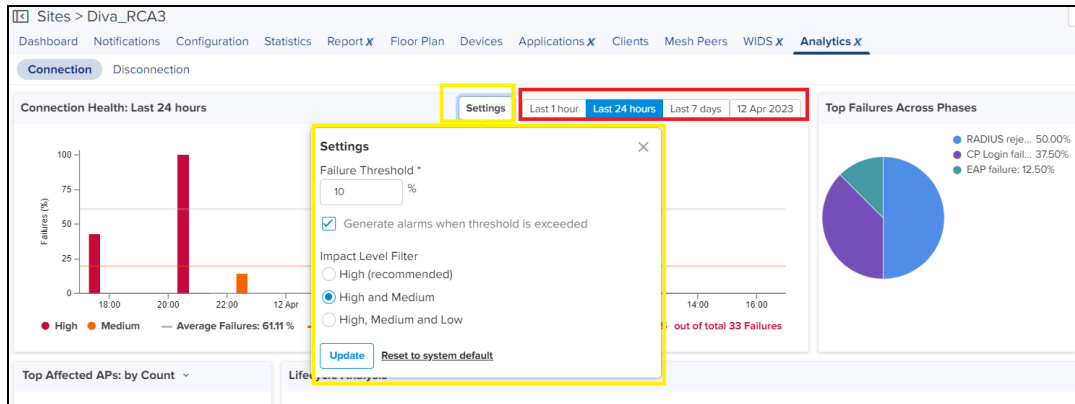 Sites > Diva_RCA3
Dashboard Notifications Configuration Statistics Report X Floor Plan Devices Applications X Clients Mesh Peers WIDS X Analytics X
Connection Disconnection
Connection Health: Last 24 hours
Settings
Last 1 hour Last 24 hours Last 7 days 12 Apr 2023
Top Failures Across Phases
Settings
Failure Threshold *
10 %
Generate alarms when threshold is exceeded
Impact Level Filter
High (recommended)
High and Medium
High, Medium and Low
Update Reset to system default
Failures (%)
100
75
50
25
0
18:00 20:00 22:00 12 Apr 14:00 16:00
High Medium Average Failures: 61.11 % out of total 33 Failures
RADIUS reje... 50.00%
CP Login fail... 37.50%
EAP failure: 12.50%
Top Affected APs: by Count